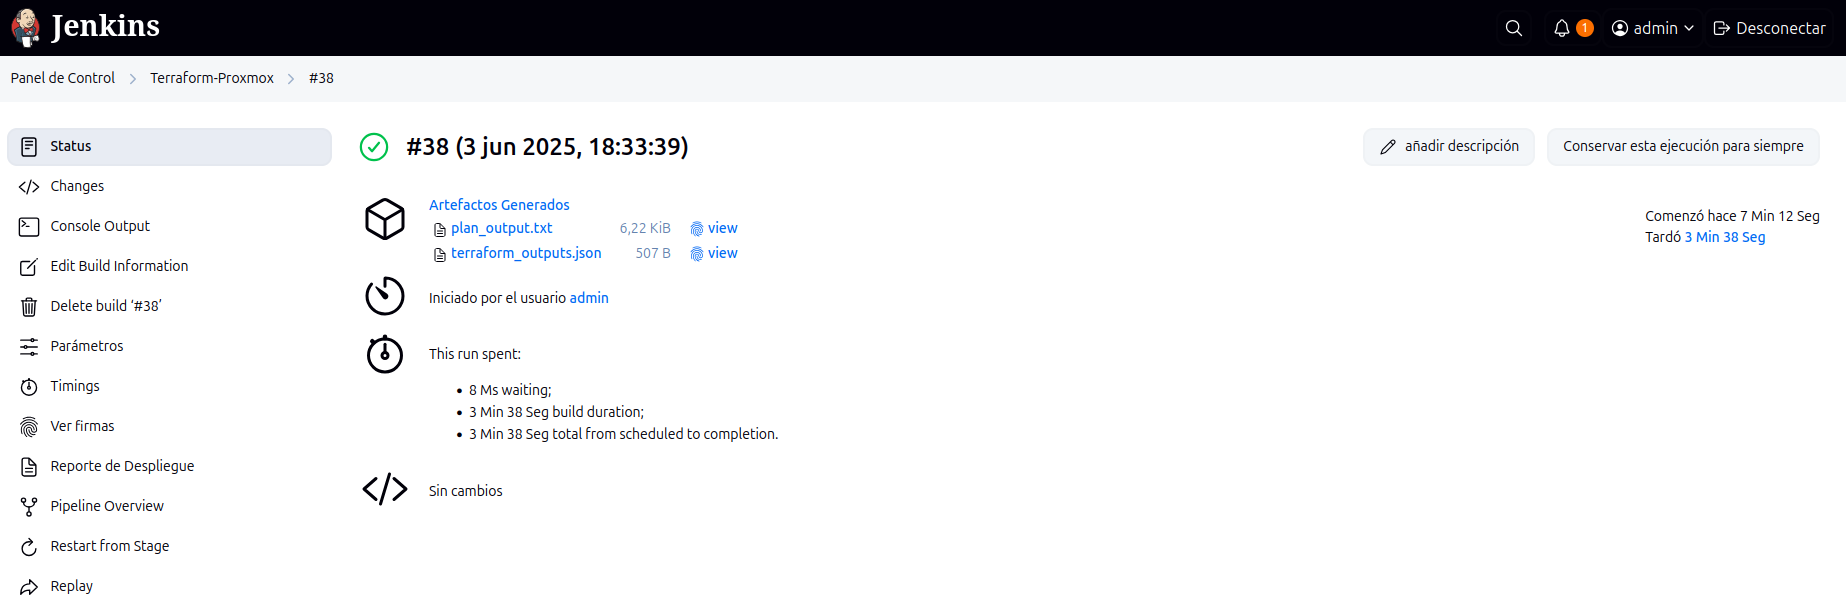 Jenkins
1
admin
Desconectar
Panel de Control
Terraform-Proxmox
#38
Status
Changes
Console Output
Edit Build Information
Delete build ‘#38’
Parámetros
Timings
Ver firmas
Reporte de Despliegue
Pipeline Overview
Restart from Stage
Replay
#38 (3 jun 2025, 18:33:39)
añadir descripción
Conservar esta ejecución para siempre
Artefactos Generados
plan_output.txt 6,22 KiB view
terraform_outputs.json 507 B view
Comenzó hace 7 Min 12 Seg
Tardó 3 Min 38 Seg
Iniciado por el usuario admin
This run spent:
• 8 Ms waiting;
• 3 Min 38 Seg build duration;
• 3 Min 38 Seg total from scheduled to completion.
Sin cambios